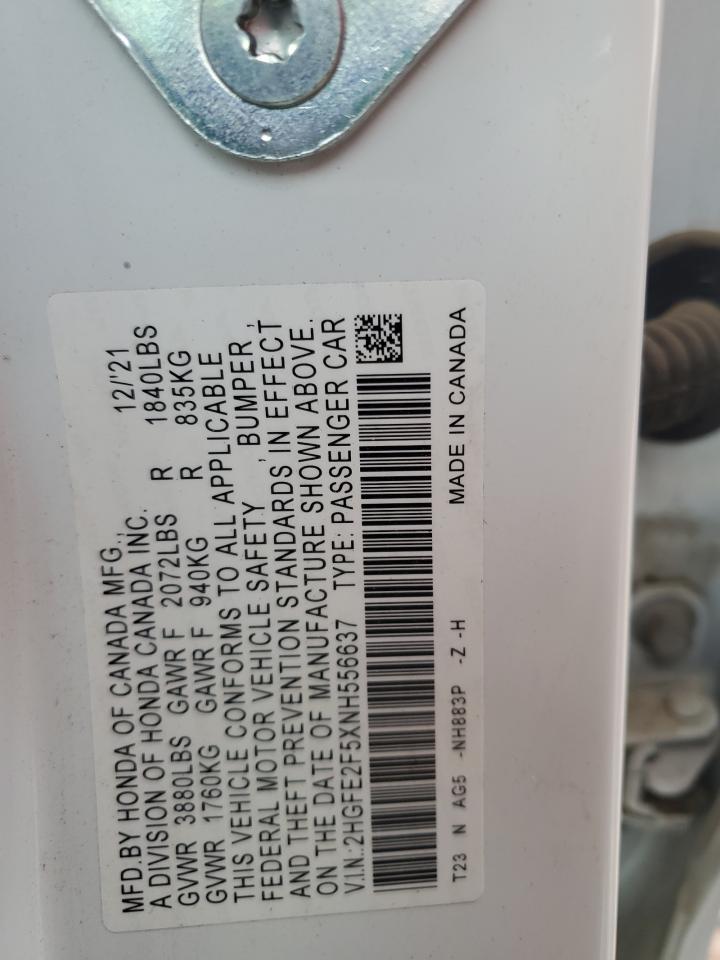 MFD.BY HONDA OF CANADA MFG., 12/'21
A DIVISION OF HONDA CANADA INC.
GVWR 3880LBS GAWR F 2072LBS R 1840LBS
GVWR 1760KG GAWR F 940KG R 835KG
THIS VEHICLE CONFORMS TO ALL APPLICABLE
FEDERAL MOTOR VEHICLE SAFETY , BUMPER ,
AND THEFT PREVENTION STANDARDS IN EFFECT
ON THE DATE OF MANUFACTURE SHOWN ABOVE.
V.I.N.:2HGFE2F5XNH556637 TYPE: PASSENGER CAR
T23 N AG5 -NH883P -Z -H MADE IN CANADA